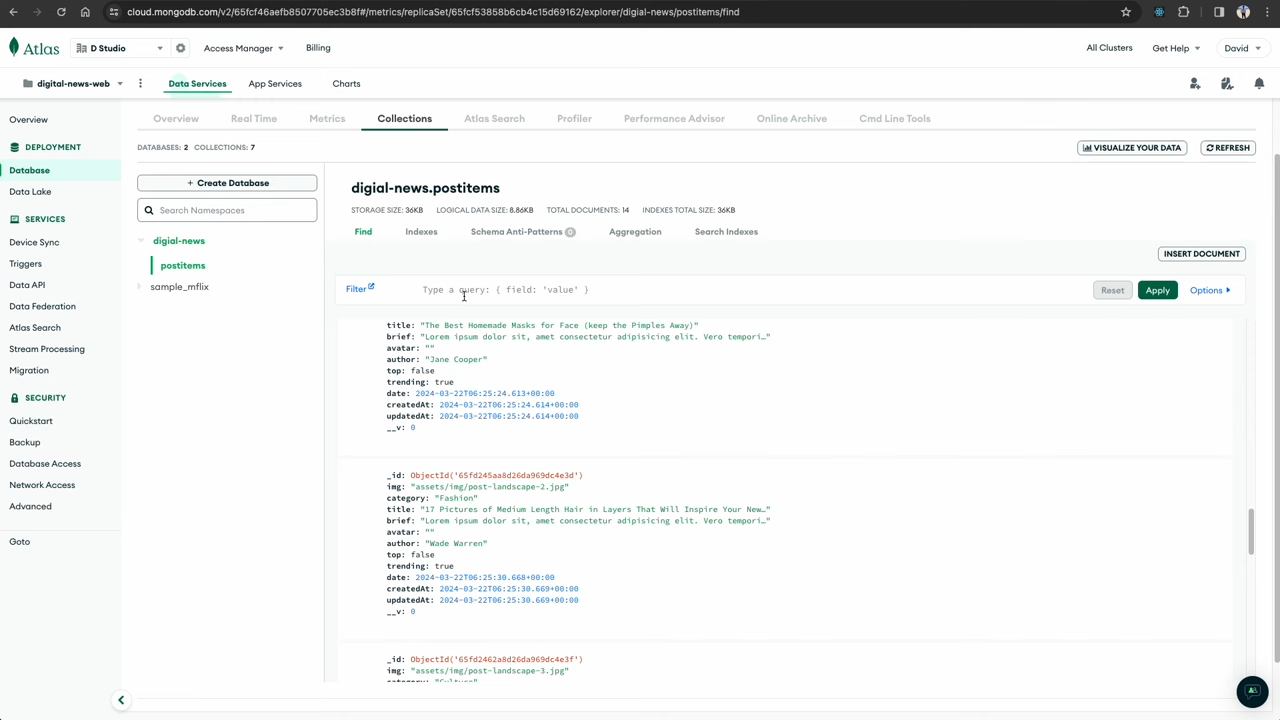 cloud.mongodb.com/v2/65fcf46aefb8507705ec3b8f#/metrics/replicaSet/65fcf53858b6cb4c15d69162/explorer/digial-news/postitems/find
Atlas
D Studio
Access Manager
Billing
All Clusters
Get Help
David
digital-news-web
Data Services
App Services
Charts
Overview
DEPLOYMENT
Database
Data Lake
SERVICES
Device Sync
Triggers
Data API
Data Federation
Atlas Search
Stream Processing
Migration
SECURITY
Quickstart
Backup
Database Access
Network Access
Advanced
Goto
Overview
Real Time
Metrics
Collections
Atlas Search
Profiler
Performance Advisor
Online Archive
Cmd Line Tools
DATABASES: 2 COLLECTIONS: 7
VISUALIZE YOUR DATA
REFRESH
+ Create Database
Search Namespaces
digial-news
postitems
sample_mflix
digial-news.postitems
STORAGE SIZE: 36KB LOGICAL DATA SIZE: 8.86KB TOTAL DOCUMENTS: 14 INDEXES TOTAL SIZE: 36KB
Find
Indexes
Schema Anti-Patterns 0
Aggregation
Search Indexes
INSERT DOCUMENT
Filter
Type a query: { field: 'value' }
Reset
Apply
Options
title: "The Best Homemade Masks for Face (keep the Pimples Away)"
brief: "Lorem ipsum dolor sit, amet consectetur adipisicing elit. Vero tempori…"
avatar: ""
author: "Jane Cooper"
top: false
trending: true
date: 2024-03-22T06:25:24.613+00:00
createdAt: 2024-03-22T06:25:24.614+00:00
updatedAt: 2024-03-22T06:25:24.614+00:00
__v: 0
_id: ObjectId('65fd245aa8d26da969dc4e3d')
img: "assets/img/post-landscape-2.jpg"
category: "Fashion"
title: "17 Pictures of Medium Length Hair in Layers That Will Inspire Your New…"
brief: "Lorem ipsum dolor sit, amet consectetur adipisicing elit. Vero tempori…"
avatar: ""
author: "Wade Warren"
top: false
trending: true
date: 2024-03-22T06:25:30.668+00:00
createdAt: 2024-03-22T06:25:30.669+00:00
updatedAt: 2024-03-22T06:25:30.669+00:00
__v: 0
_id: ObjectId('65fd2462a8d26da969dc4e3f')
img: "assets/img/post-landscape-3.jpg"
category: "Culture"